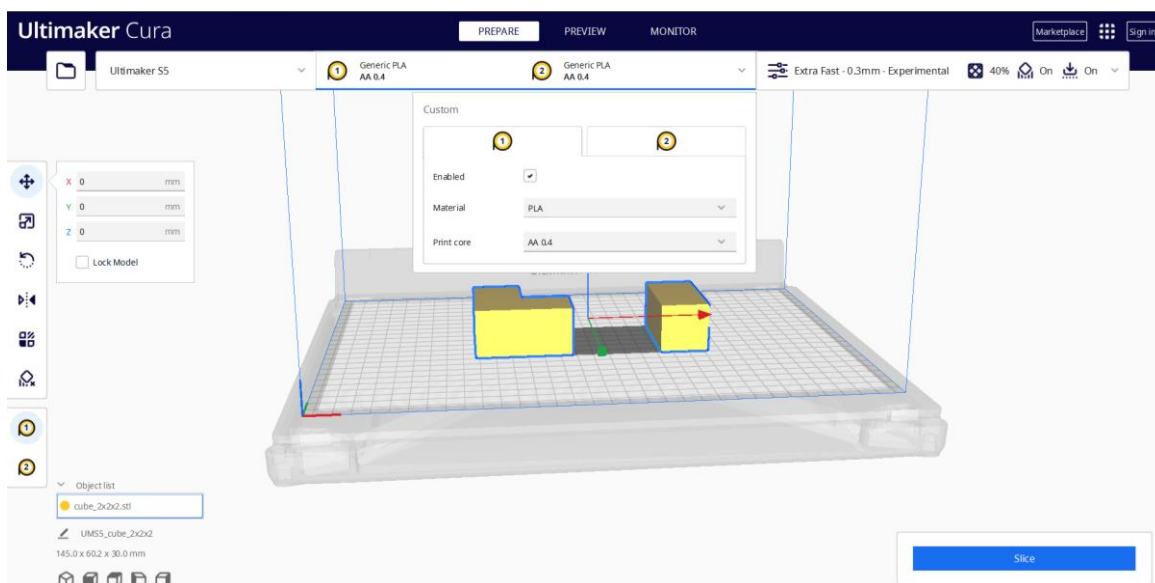 Ultimaker Cura
PREPARE
PREVIEW
MONITOR
Marketplace
Sign in
Ultimaker S5
1
Generic PLA
AA 0.4
2
Generic PLA
AA 0.4
Extra Fast - 0.3mm - Experimental
40%
On
On
Custom
1
2
Enabled
Material
PLA
Print core
AA 0.4
X 0 mm
Y 0 mm
Z 0 mm
Lock Model
1
2
Object list
cube_2x2x2.stl
UMS5_cube_2x2x2
145.0 x 60.2 x 30.0 mm
Slice